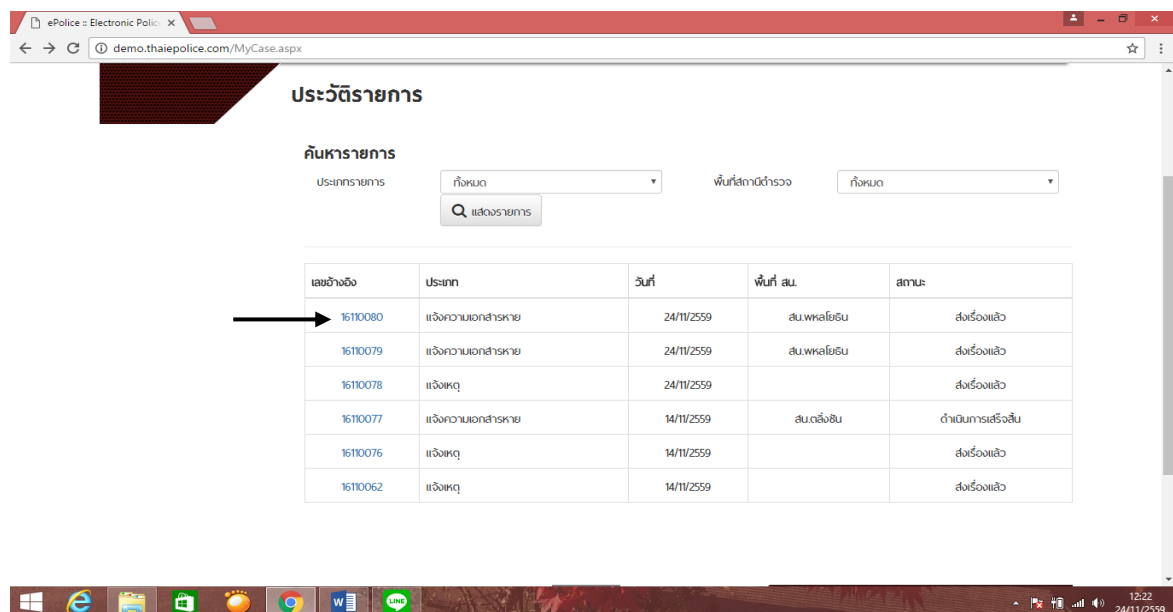 ePolice :: Electronic Polic
demo.thaiepolice.com/MyCase.aspx
ประวัติรายการ
ค้นหารายการ
ประเภทรายการ ทั้งหมด พื้นที่สถานีตำรวจ ทั้งหมด
แสดงรายการ
เลขอ้างอิง ประเภท วันที่ พื้นที่ สน. สถานะ
16110080 แจ้งความเอกสารหาย 24/11/2559 สน.พหลโยธิน ส่งเรื่องแล้ว
16110079 แจ้งความเอกสารหาย 24/11/2559 สน.พหลโยธิน ส่งเรื่องแล้ว
16110078 แจ้งเหตุ 24/11/2559 ส่งเรื่องแล้ว
16110077 แจ้งความเอกสารหาย 14/11/2559 สน.ตลิ่งชัน ดำเนินการเสร็จสิ้น
16110076 แจ้งเหตุ 14/11/2559 ส่งเรื่องแล้ว
16110062 แจ้งเหตุ 14/11/2559 ส่งเรื่องแล้ว
LINE
12:22
24/11/2559